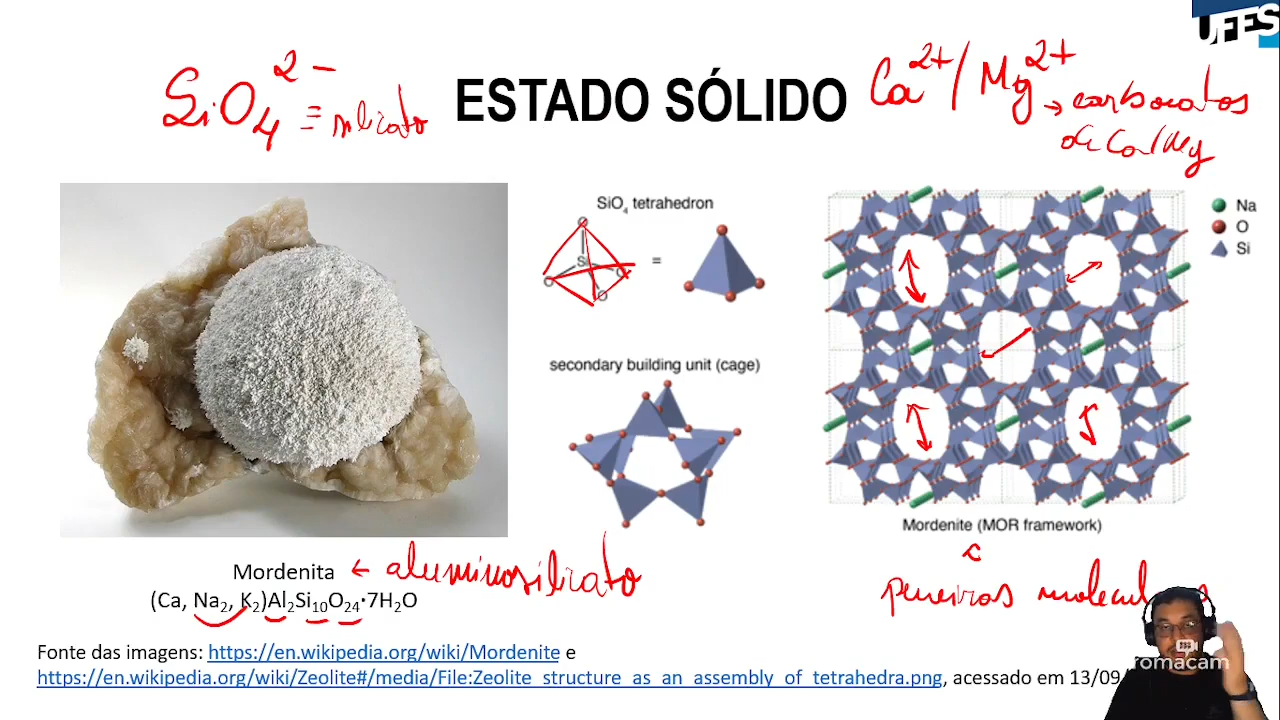 UFES
SiO4 2- ≡ silicato
ESTADO SÓLIDO
Ca2+/Mg2+ → carbonatos
de Ca/Mg
SiO4 tetrahedron
O
Si
O
O
O
=
secondary building unit (cage)
Na
O
Si
Mordenite (MOR framework)
peneiras
Mordenita ← aluminosilicato
(Ca, Na2, K2)Al2Si10O24·7H2O
Fonte das imagens: https://en.wikipedia.org/wiki/Mordenite e
https://en.wikipedia.org/wiki/Zeolite#/media/File:Zeolite_structure_as_an_assembly_of_tetrahedra.png, acessado em 13/09
romacam